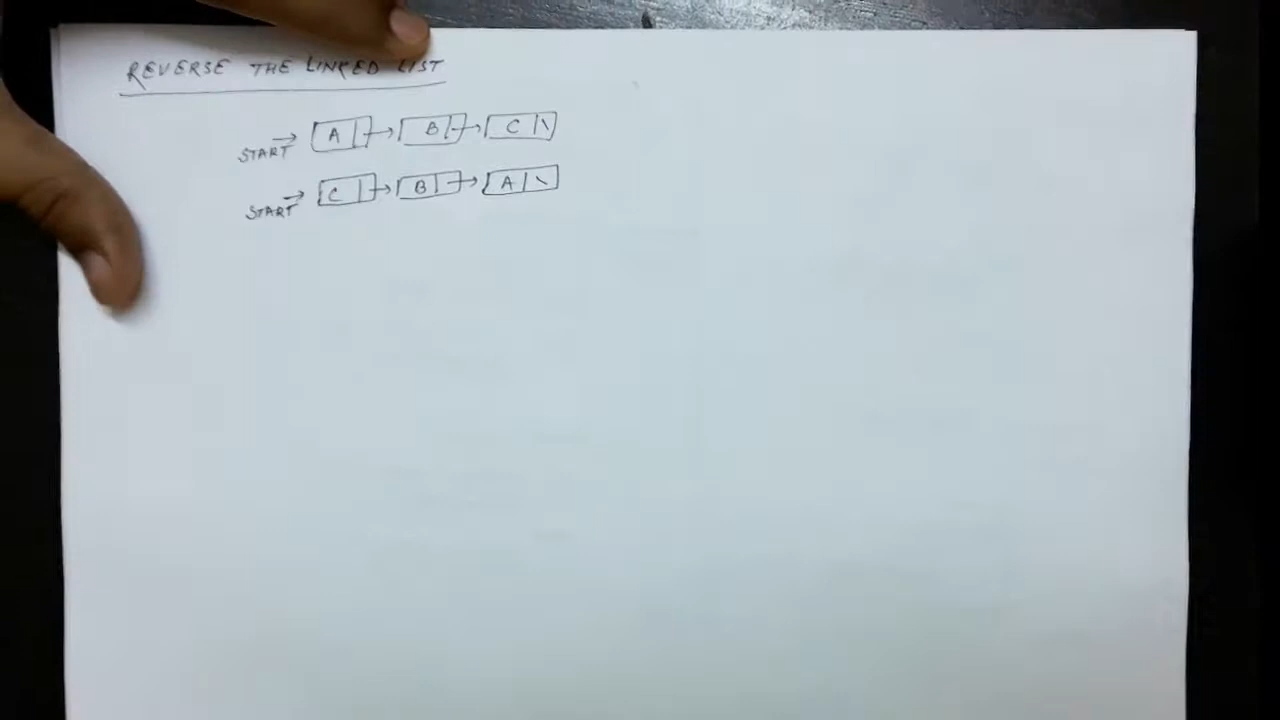 REVERSE THE LINKED LIST
START → A → B → C \
START → C → B → A \